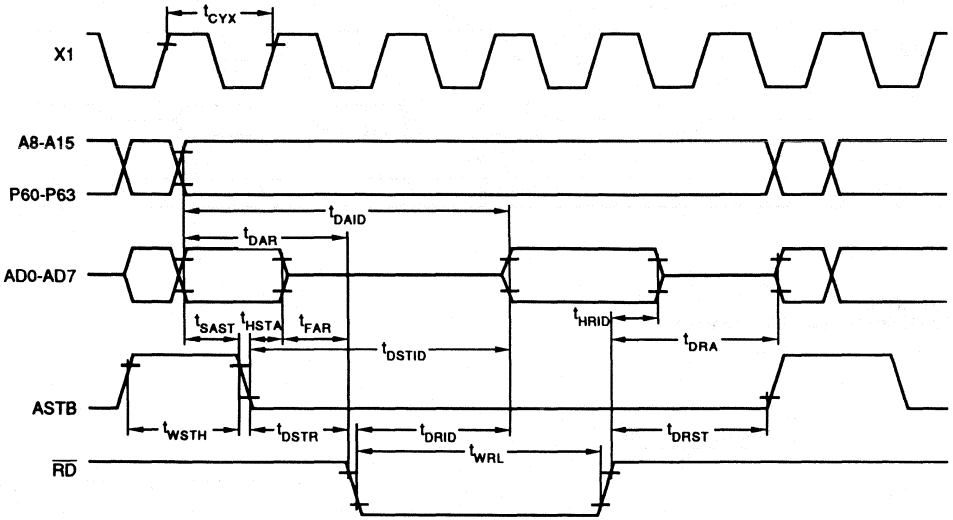 tCYX
X1
A8-A15
P60-P63
tDAID
tDAR
AD0-AD7
tSAST tHSTA tFAR tHRID
tDSTID tDRA
ASTB
tWSTH tDSTR tDRID tDRST
tWRL
RD